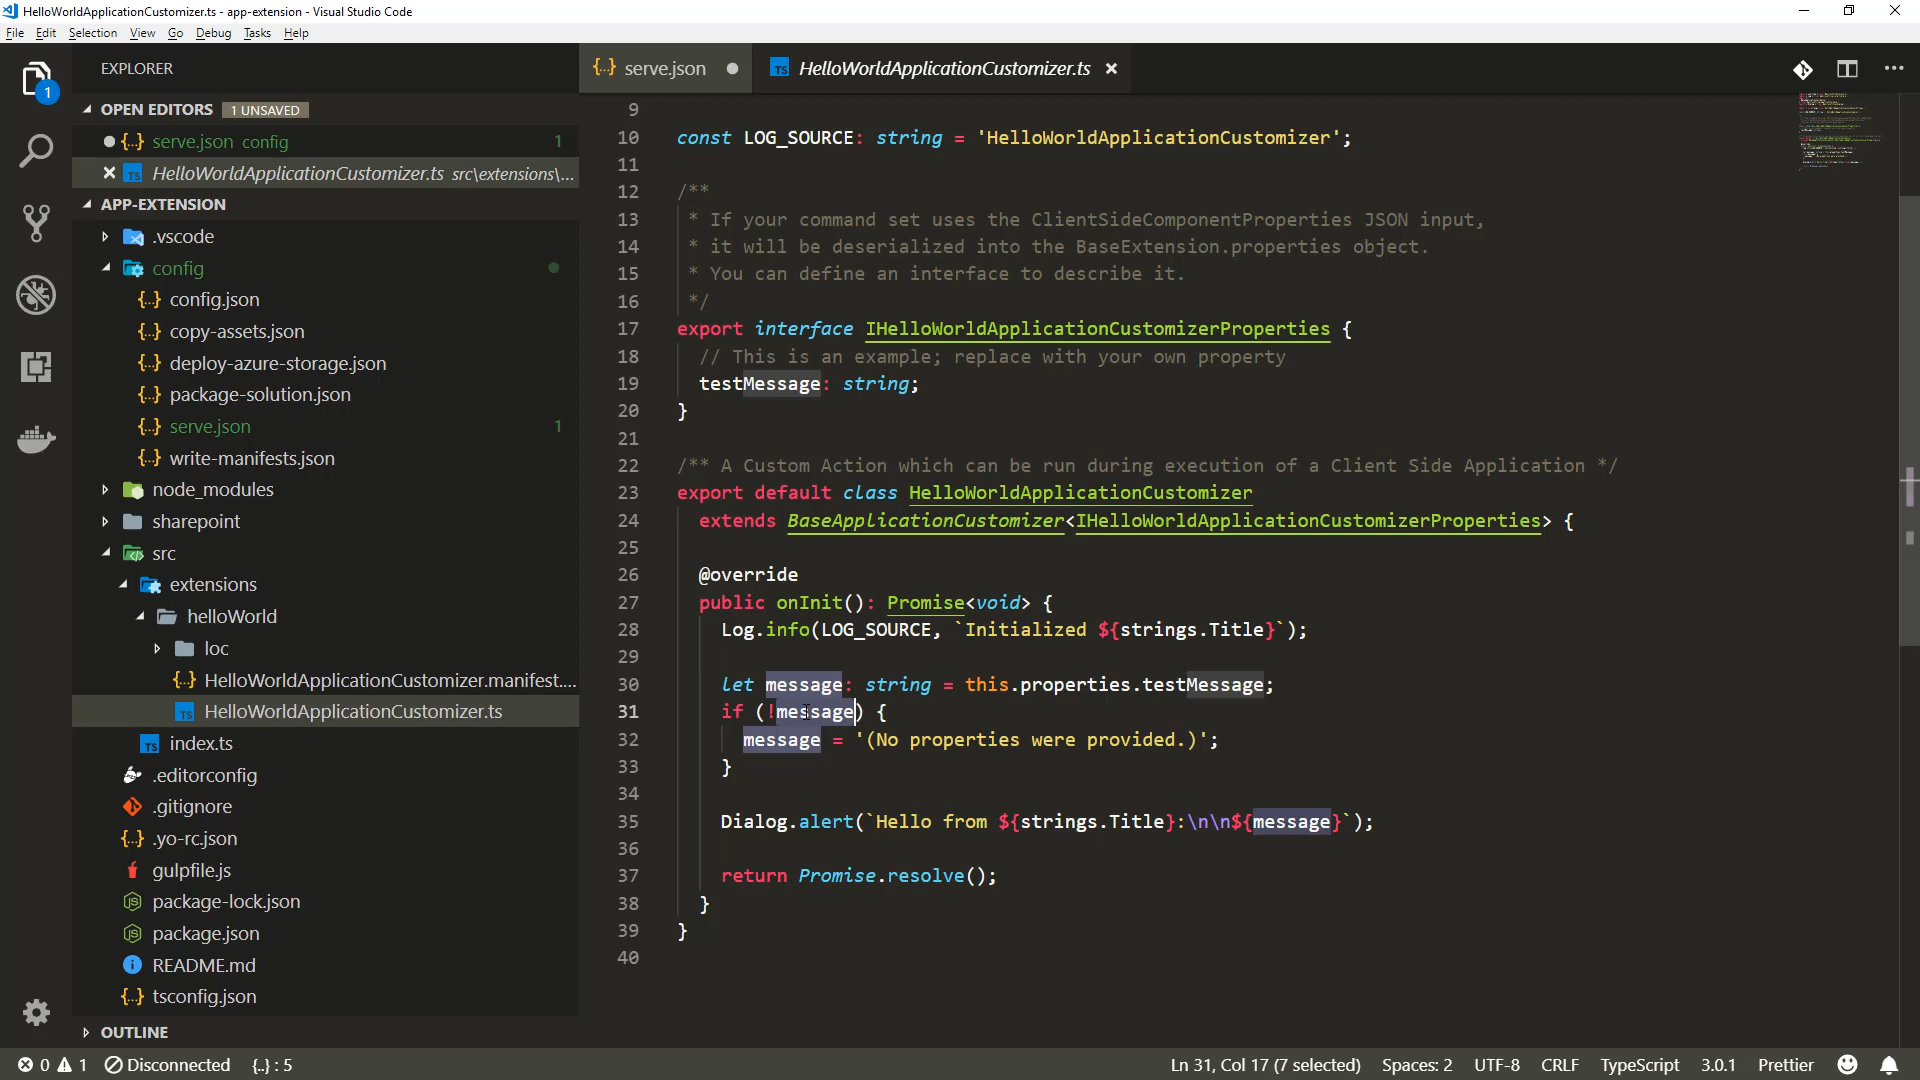 HelloWorldApplicationCustomizer.ts - app-extension - Visual Studio Code
File Edit Selection View Go Debug Tasks Help
EXPLORER
OPEN EDITORS 1 UNSAVED
serve.json config 1
HelloWorldApplicationCustomizer.ts src\extensions\...
APP-EXTENSION
.vscode
config
config.json
copy-assets.json
deploy-azure-storage.json
package-solution.json
serve.json 1
write-manifests.json
node_modules
sharepoint
src
extensions
helloWorld
loc
HelloWorldApplicationCustomizer.manifest....
HelloWorldApplicationCustomizer.ts
index.ts
.editorconfig
.gitignore
.yo-rc.json
gulpfile.js
package-lock.json
package.json
README.md
tsconfig.json
OUTLINE
1
serve.json
HelloWorldApplicationCustomizer.ts
9
10 const LOG_SOURCE: string = 'HelloWorldApplicationCustomizer';
11
12 /**
13 * If your command set uses the ClientSideComponentProperties JSON input,
14 * it will be deserialized into the BaseExtension.properties object.
15 * You can define an interface to describe it.
16 */
17 export interface IHelloWorldApplicationCustomizerProperties {
18 // This is an example; replace with your own property
19 testMessage: string;
20 }
21
22 /** A Custom Action which can be run during execution of a Client Side Application */
23 export default class HelloWorldApplicationCustomizer
24 extends BaseApplicationCustomizer<IHelloWorldApplicationCustomizerProperties> {
25
26 @override
27 public onInit(): Promise<void> {
28 Log.info(LOG_SOURCE, `Initialized ${strings.Title}`);
29
30 let message: string = this.properties.testMessage;
31 if (!message) {
32 message = '(No properties were provided.)';
33 }
34
35 Dialog.alert(`Hello from ${strings.Title}:\n\n${message}`);
36
37 return Promise.resolve();
38 }
39 }
40
0 1 Disconnected {..} : 5 Ln 31, Col 17 (7 selected) Spaces: 2 UTF-8 CRLF TypeScript 3.0.1 Prettier